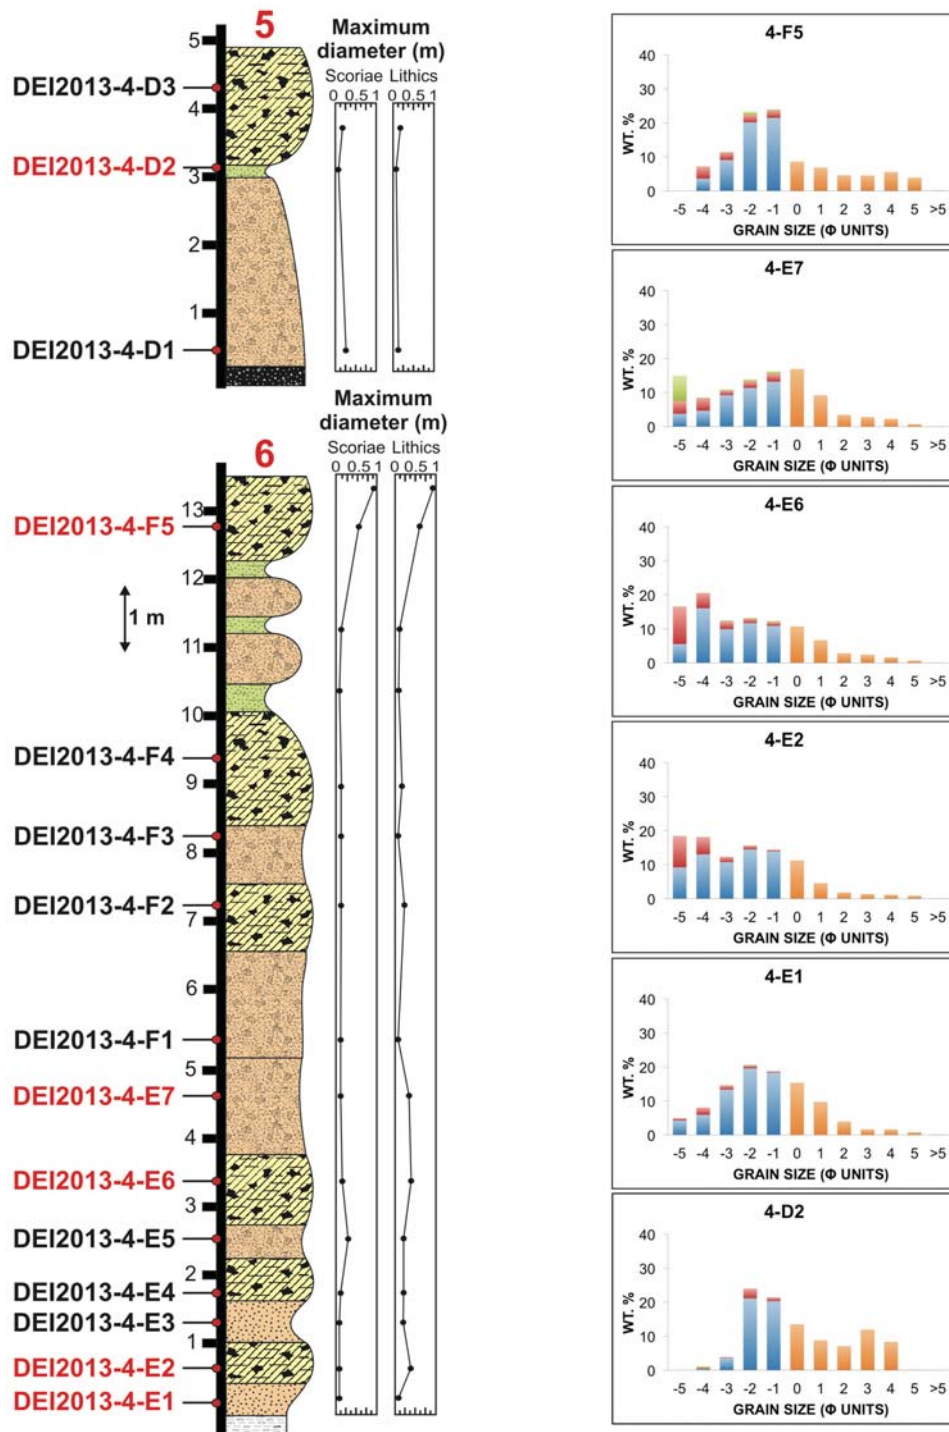 5
Maximum
diameter (m)
Scoriae Lithics
0 0.5 1 0 0.5 1
5
DEI2013-4-D3
4
DEI2013-4-D2
3
2
1
DEI2013-4-D1
Maximum
diameter (m)
6
Scoriae Lithics
0 0.5 1 0 0.5 1
13
DEI2013-4-F5
12
1 m
11
10
DEI2013-4-F4
9
DEI2013-4-F3
8
DEI2013-4-F2
7
6
DEI2013-4-F1
5
DEI2013-4-E7
4
DEI2013-4-E6
3
DEI2013-4-E5
2
DEI2013-4-E4
DEI2013-4-E3
1
DEI2013-4-E2
DEI2013-4-E1
4-F5
40
30
20
10
0
WT. %
-5 -4 -3 -2 -1 0 1 2 3 4 5 >5
GRAIN SIZE (Φ UNITS)
4-E7
40
30
20
10
0
WT. %
-5 -4 -3 -2 -1 0 1 2 3 4 5 >5
GRAIN SIZE (Φ UNITS)
4-E6
40
30
20
10
0
WT. %
-5 -4 -3 -2 -1 0 1 2 3 4 5 >5
GRAIN SIZE (Φ UNITS)
4-E2
40
30
20
10
0
WT. %
-5 -4 -3 -2 -1 0 1 2 3 4 5 >5
GRAIN SIZE (Φ UNITS)
4-E1
40
30
20
10
0
WT. %
-5 -4 -3 -2 -1 0 1 2 3 4 5 >5
GRAIN SIZE (Φ UNITS)
4-D2
40
30
20
10
0
WT. %
-5 -4 -3 -2 -1 0 1 2 3 4 5 >5
GRAIN SIZE (Φ UNITS)